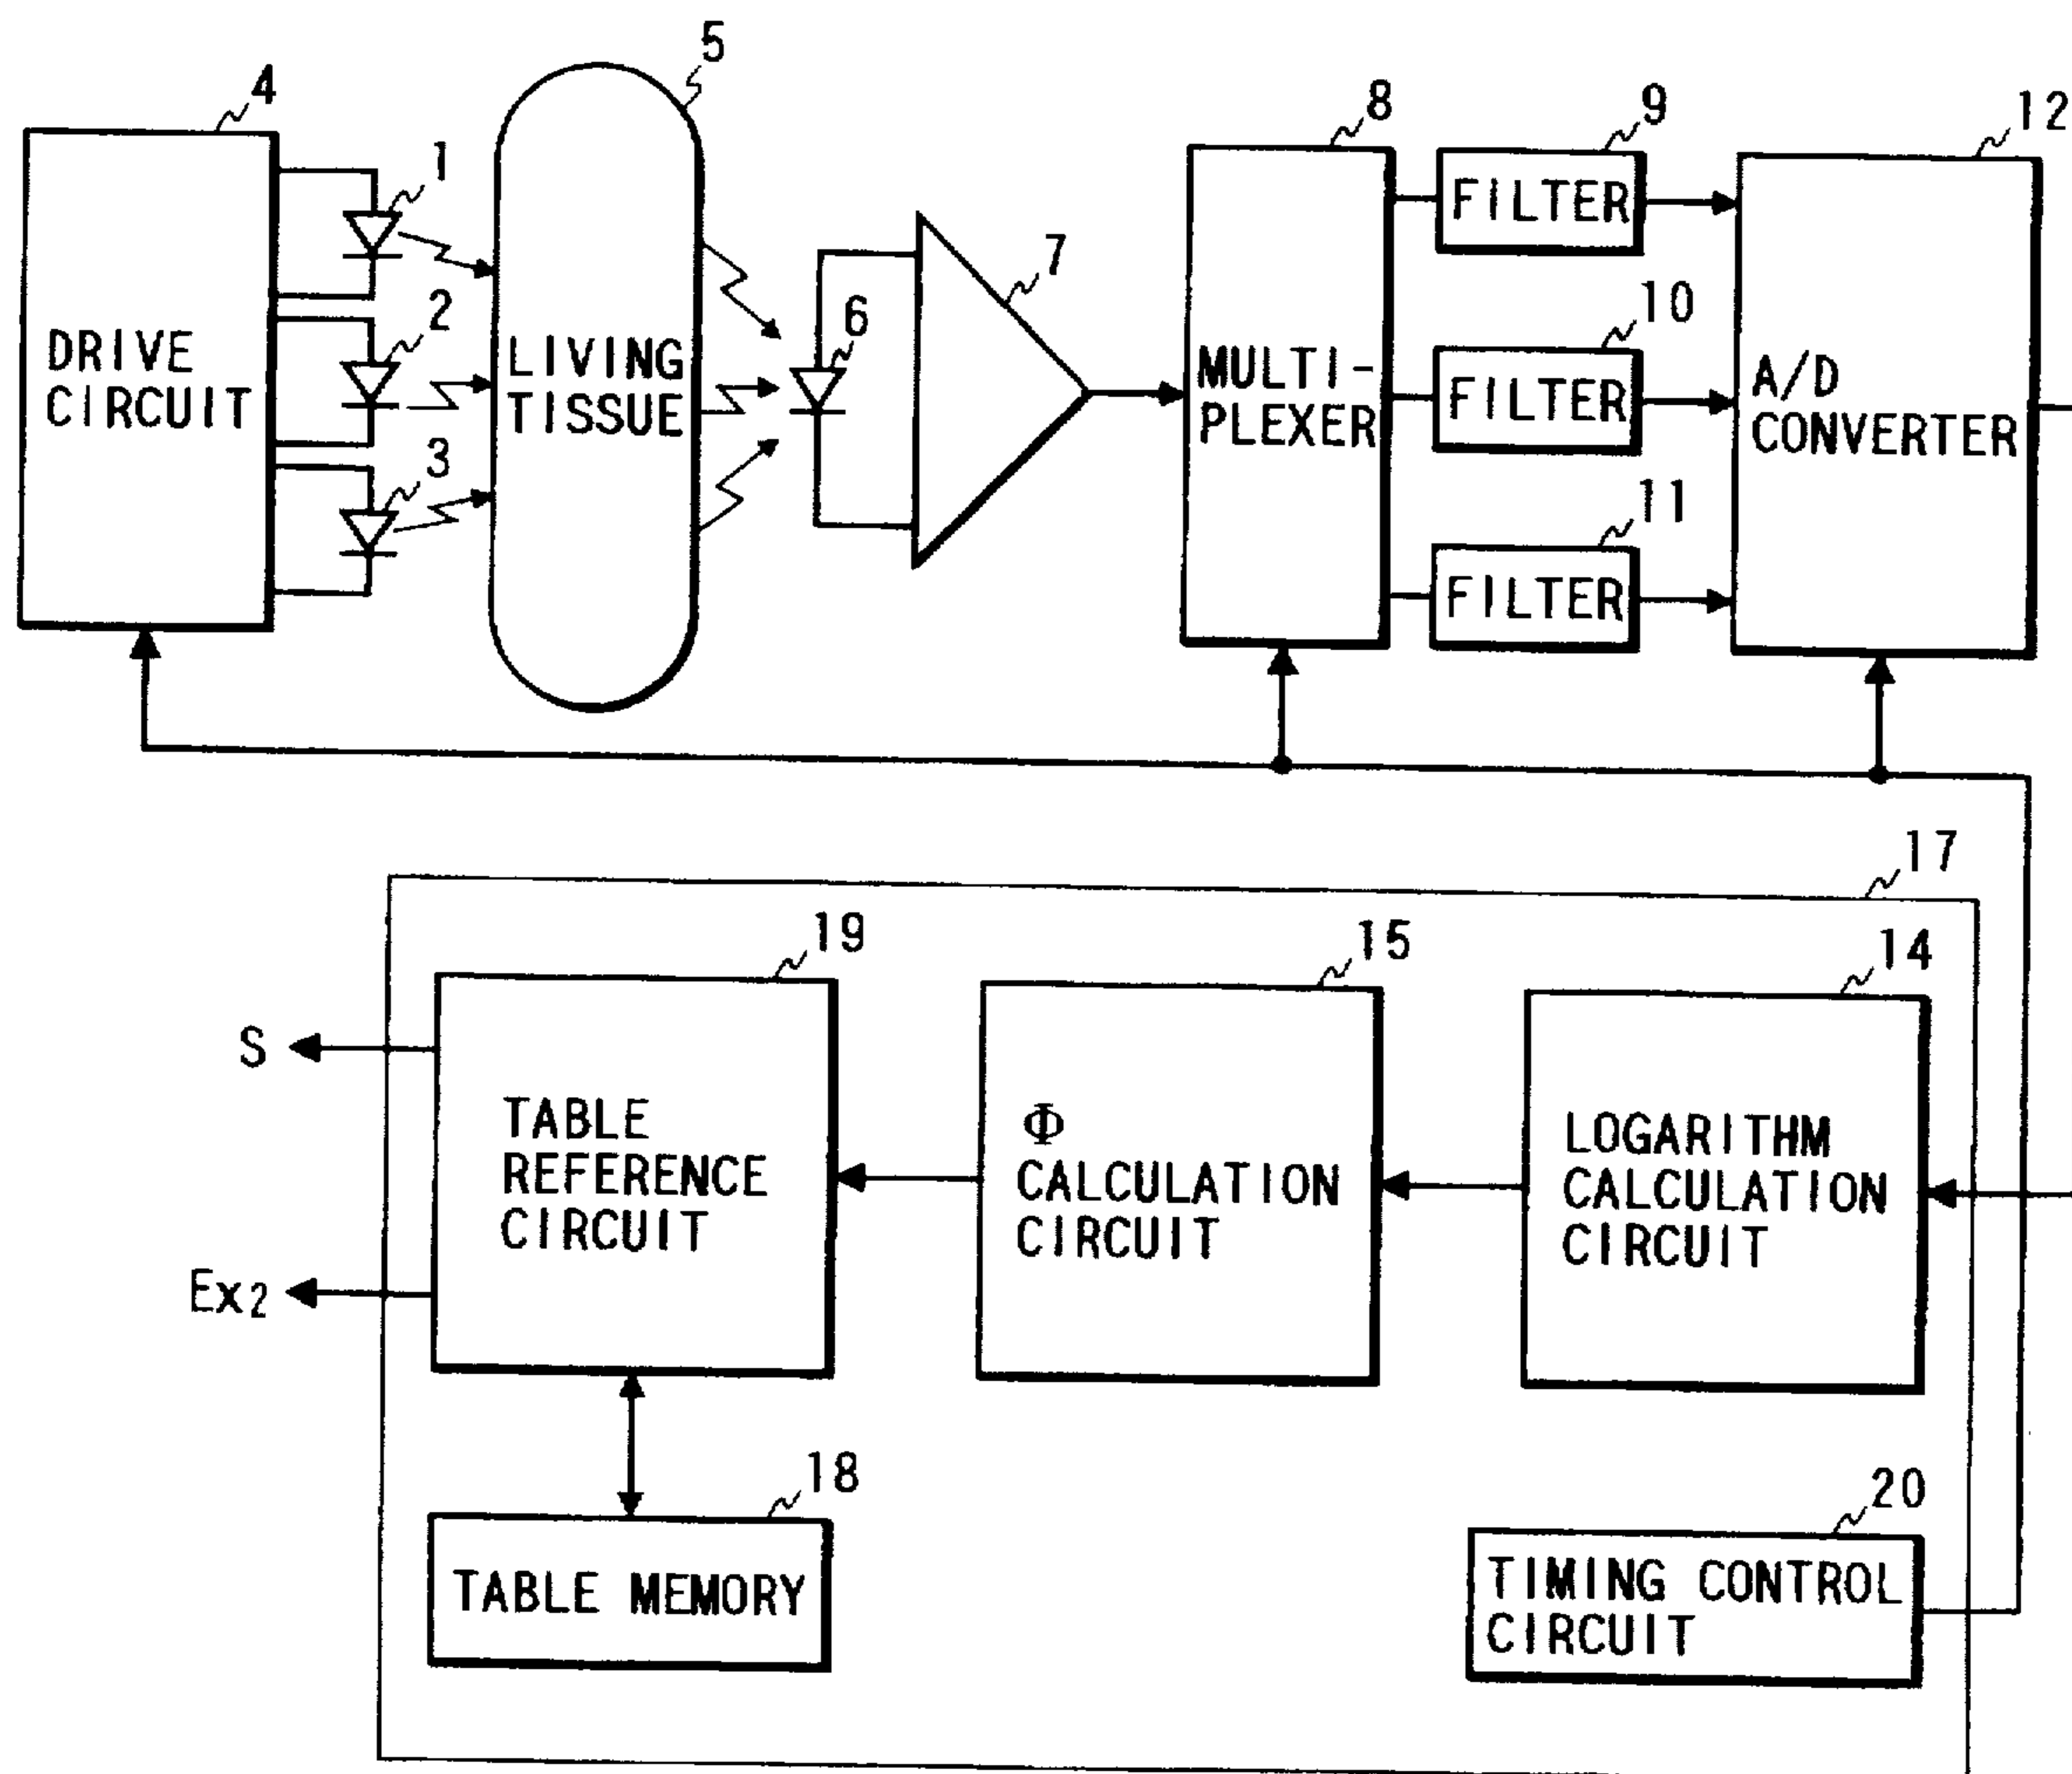 5
4
8
9
12
1
FILTER
7
2
10
6
DRIVE
CIRCUIT
LIVING
TISSUE
MULTI-
PLEXER
FILTER
A/D
CONVERTER
3
11
FILTER
17
19
15
14
S
TABLE
REFERENCE
CIRCUIT
Φ
CALCULATION
CIRCUIT
LOGARITHM
CALCULATION
CIRCUIT
Ex2
18
20
TABLE MEMORY
TIMING CONTROL
CIRCUIT